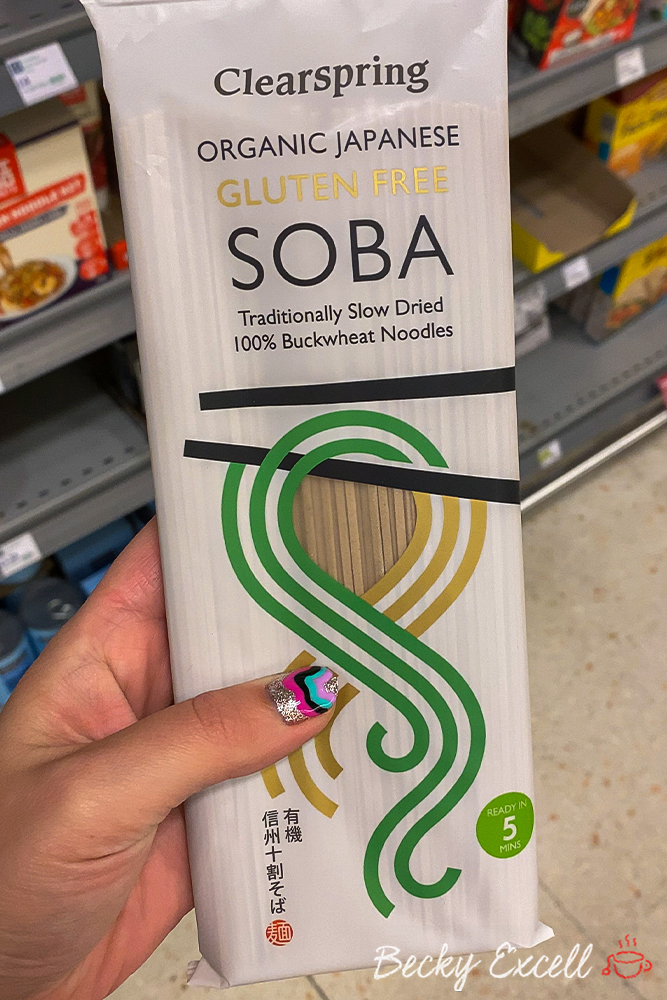 Clearspring
ORGANIC JAPANESE
GLUTEN FREE
SOBA
Traditionally Slow Dried
100% Buckwheat Noodles
READY IN
5
MINS
有機
信州十割そば
麺
Becky Excell